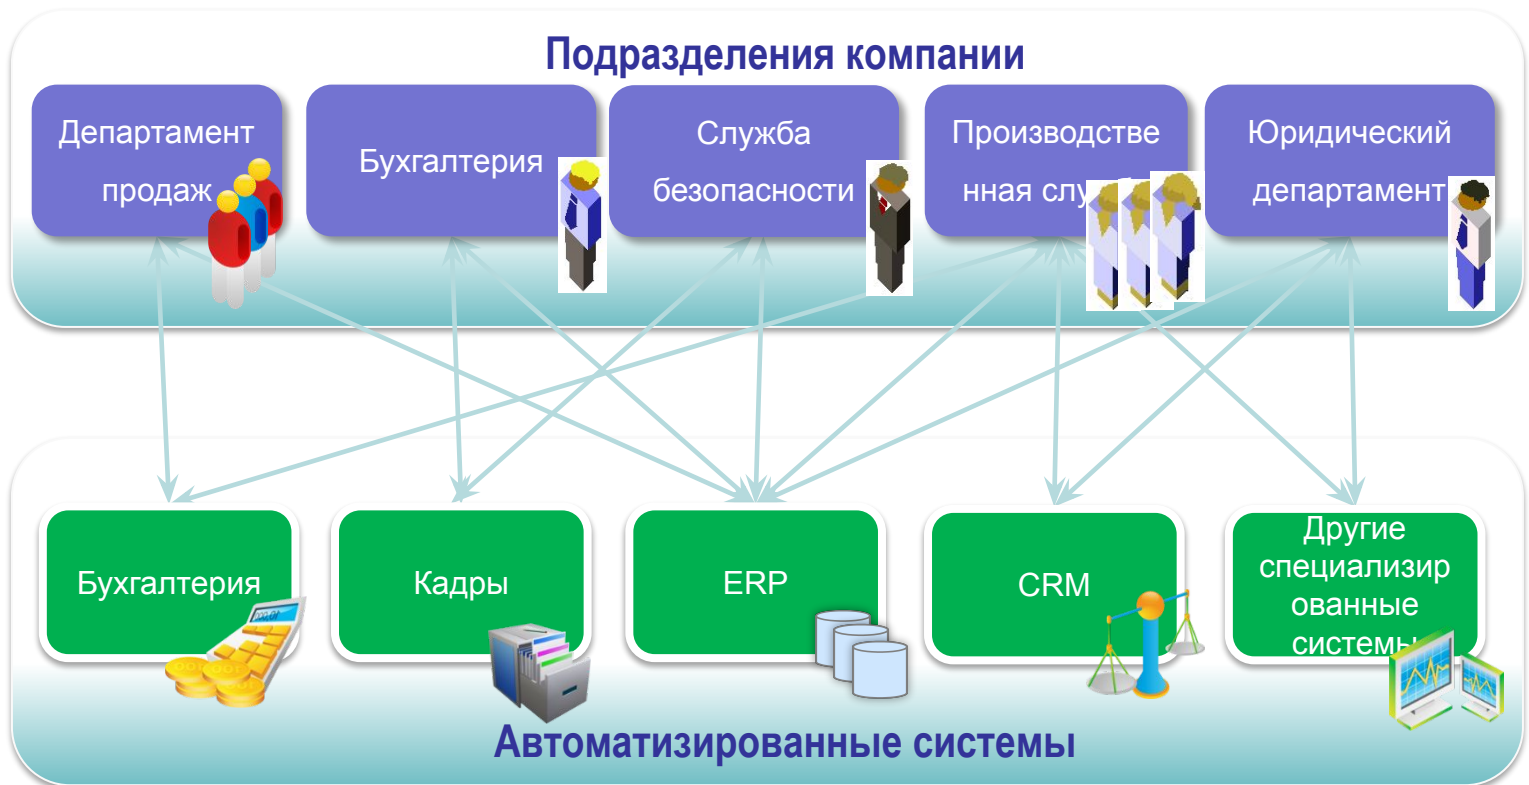 Подразделения компании
Департамент
продаж
Бухгалтерия
Служба
безопасности
Производстве
нная слу
Юридический
департамент
Бухгалтерия
Кадры
ERP
CRM
Другие
специализир
ованные
системы
Автоматизированные системы